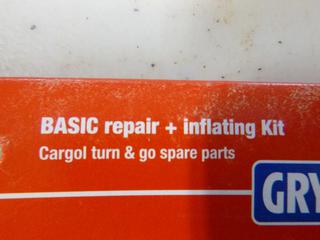 BASIC repair + inflating Kit
Cargol turn & go spare parts
GRY